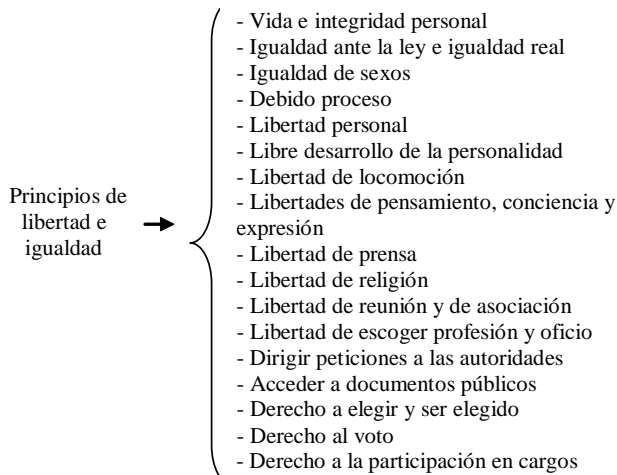 Principios de
libertad e
igualdad
- Vida e integridad personal
- Igualdad ante la ley e igualdad real
- Igualdad de sexos
- Debido proceso
- Libertad personal
- Libre desarrollo de la personalidad
- Libertad de locomoción
- Libertades de pensamiento, conciencia y
expresión
- Libertad de prensa
- Libertad de religión
- Libertad de reunión y de asociación
- Libertad de escoger profesión y oficio
- Dirigir peticiones a las autoridades
- Acceder a documentos públicos
- Derecho a elegir y ser elegido
- Derecho al voto
- Derecho a la participación en cargos